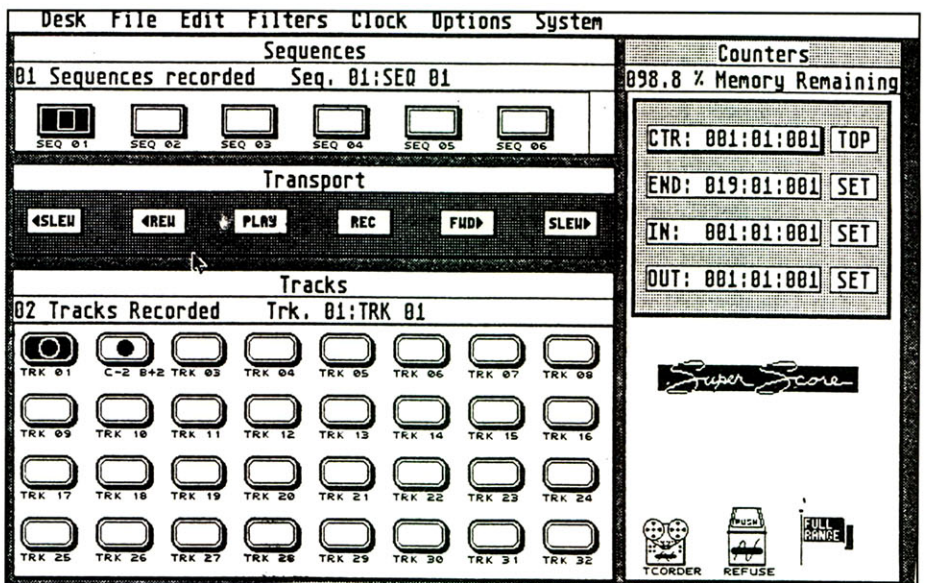 Desk File Edit Filters Clock Options System
Sequences
01 Sequences recorded Seq. 01:SEQ 01
SEQ 01 SEQ 02 SEQ 03 SEQ 04 SEQ 05 SEQ 06
Transport
SLEW REW PLAY REC FWD SLEW
Tracks
02 Tracks Recorded Trk. 01:TRK 01
TRK 01 C-2 B+2 TRK 03 TRK 04 TRK 05 TRK 06 TRK 07 TRK 08
TRK 09 TRK 10 TRK 11 TRK 12 TRK 13 TRK 14 TRK 15 TRK 16
TRK 17 TRK 18 TRK 19 TRK 20 TRK 21 TRK 22 TRK 23 TRK 24
TRK 25 TRK 26 TRK 27 TRK 28 TRK 29 TRK 30 TRK 31 TRK 32
Counters
098.8 % Memory Remaining
CTR: 001:01:001 TOP
END: 019:01:001 SET
IN: 001:01:001 SET
OUT: 001:01:001 SET
Super Score
TCORDER
PUSH
REFUSE
FULL
RANGE